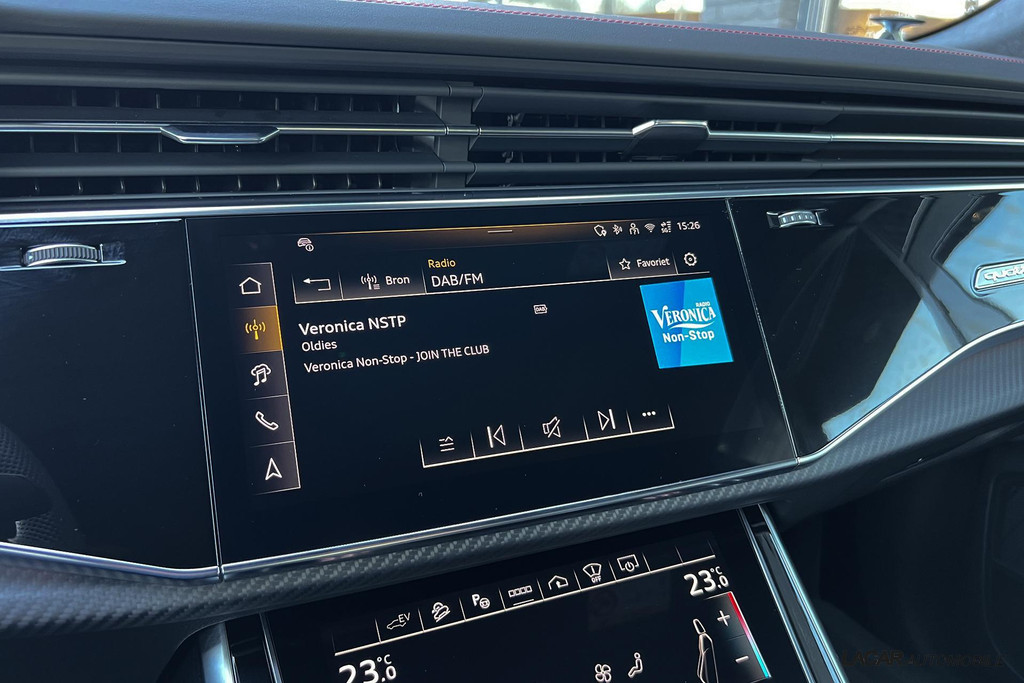 15:26
Radio
Bron DAB/FM Favoriet
DAB
Veronica NSTP
Oldies
Veronica Non-Stop - JOIN THE CLUB
RADIO
VERONICA
Non-Stop
EV
P
OFF
23.0 °C
23.0 °C